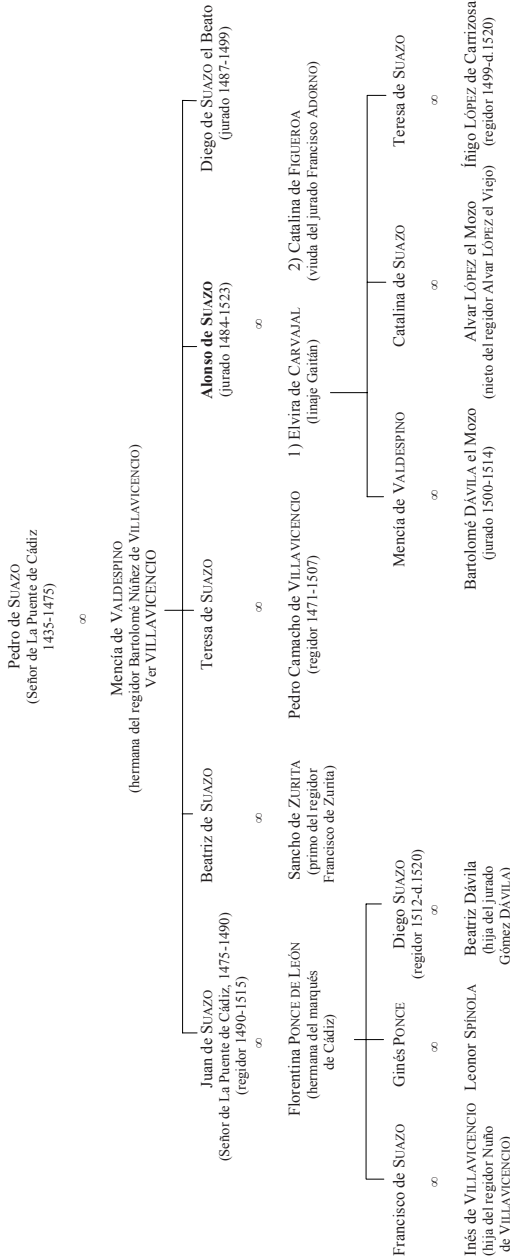 Pedro de SUAZO
(Señor de La Puente de Cádiz
1435-1475)
∞
Mencía de VALDESPINO
(hermana del regidor Bartolomé Núñez de VILLAVICENCIO)
Ver VILLAVICENCIO
Juan de SUAZO
(Señor de La Puente de Cádiz, 1475-1490)
(regidor 1490-1515)
∞
Florentina PONCE DE LEÓN
(hermana del marqués
de Cádiz)
Beatriz de SUAZO
∞
Sancho de ZURITA
(primo del regidor
Francisco de Zurita)
Teresa de SUAZO
∞
Pedro Camacho de VILLAVICENCIO
(regidor 1471-1507)
Alonso de SUAZO
(jurado 1484-1523)
∞
1) Elvira de CARVAJAL
(linaje Gaitán)
2) Catalina de FIGUEROA
(viuda del jurado Francisco ADORNO)
Diego de SUAZO el Beato
(jurado 1487-1499)
Francisco de SUAZO
∞
Inés de VILLAVICENCIO
(hija del regidor Nuño
de VILLAVICENCIO)
Ginés PONCE
∞
Leonor SPÍNOLA
Diego SUAZO
(regidor 1512-d.1520)
∞
Beatriz Dávila
(hija del jurado
Gómez DÁVILA)
Mencía de VALDESPINO
∞
Bartolomé DÁVILA el Mozo
(jurado 1500-1514)
Catalina de SUAZO
∞
Alvar LÓPEZ el Mozo
(nieto del regidor Alvar LÓPEZ el Viejo)
Teresa de SUAZO
∞
Íñigo LÓPEZ de Carrizosa
(regidor 1499-d.1520)